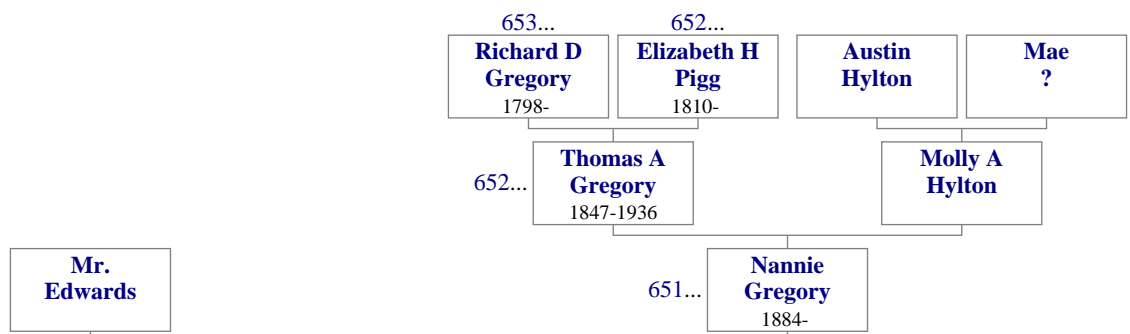 653...
652...
Richard D
Gregory
1798-
Elizabeth H
Pigg
1810-
Austin
Hylton
Mae
?
652...
Thomas A
Gregory
1847-1936
Molly A
Hylton
Mr.
Edwards
651...
Nannie
Gregory
1884-